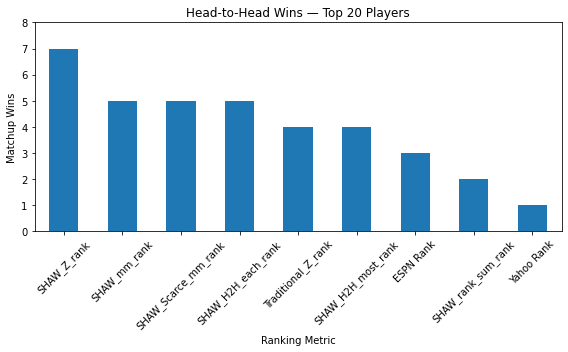 Head-to-Head Wins — Top 20 Players
Matchup Wins
8
7
6
5
4
3
2
1
0
SHAW_Z_rank
SHAW_mm_rank
SHAW_Scarce_mm_rank
SHAW_H2H_each_rank
Traditional_Z_rank
SHAW_H2H_most_rank
ESPN Rank
SHAW_rank_sum_rank
Yahoo Rank
Ranking Metric